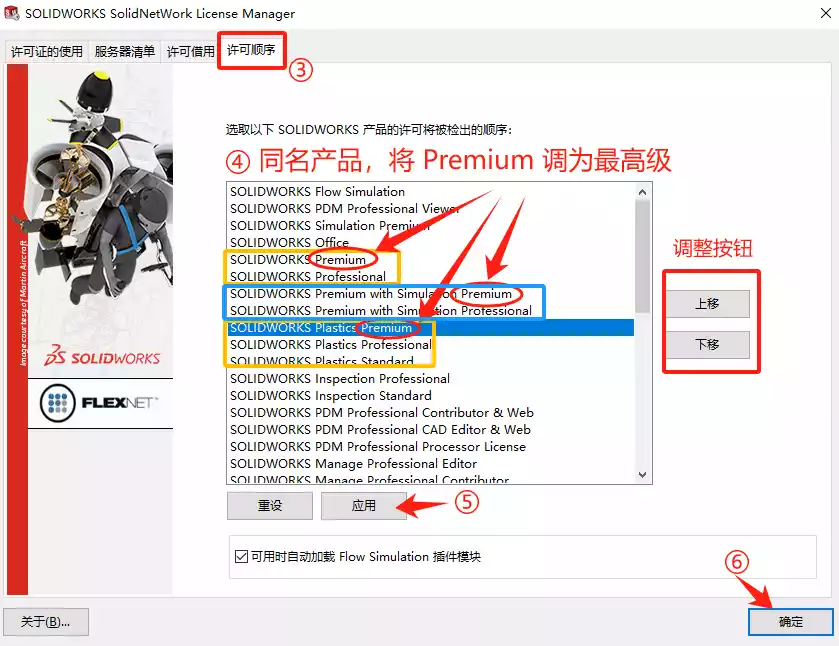 SOLIDWORKS SolidNetWork License Manager
许可证的使用 服务器清单 许可借用 许可顺序
③
选取以下 SOLIDWORKS 产品的许可将被检出的顺序:
④ 同名产品，将 Premium 调为最高级
SOLIDWORKS Flow Simulation
SOLIDWORKS PDM Professional Viewer
SOLIDWORKS Simulation Premium
SOLIDWORKS Office
SOLIDWORKS Premium
SOLIDWORKS Professional
SOLIDWORKS Premium with Simulation Premium
SOLIDWORKS Premium with Simulation Professional
SOLIDWORKS Plastics Premium
SOLIDWORKS Plastics Professional
SOLIDWORKS Plastics Standard
SOLIDWORKS Inspection Professional
SOLIDWORKS Inspection Standard
SOLIDWORKS PDM Professional Contributor & Web
SOLIDWORKS PDM Professional CAD Editor & Web
SOLIDWORKS PDM Professional Processor License
SOLIDWORKS Manage Professional Editor
SOLIDWORKS Manage Professional Contributor
调整按钮
上移
下移
Image courtesy of Martin Aircraft
SOLIDWORKS
FLEXNET
重设 应用
⑤
可用时自动加载 Flow Simulation 插件模块
⑥
关于(B)... 确定